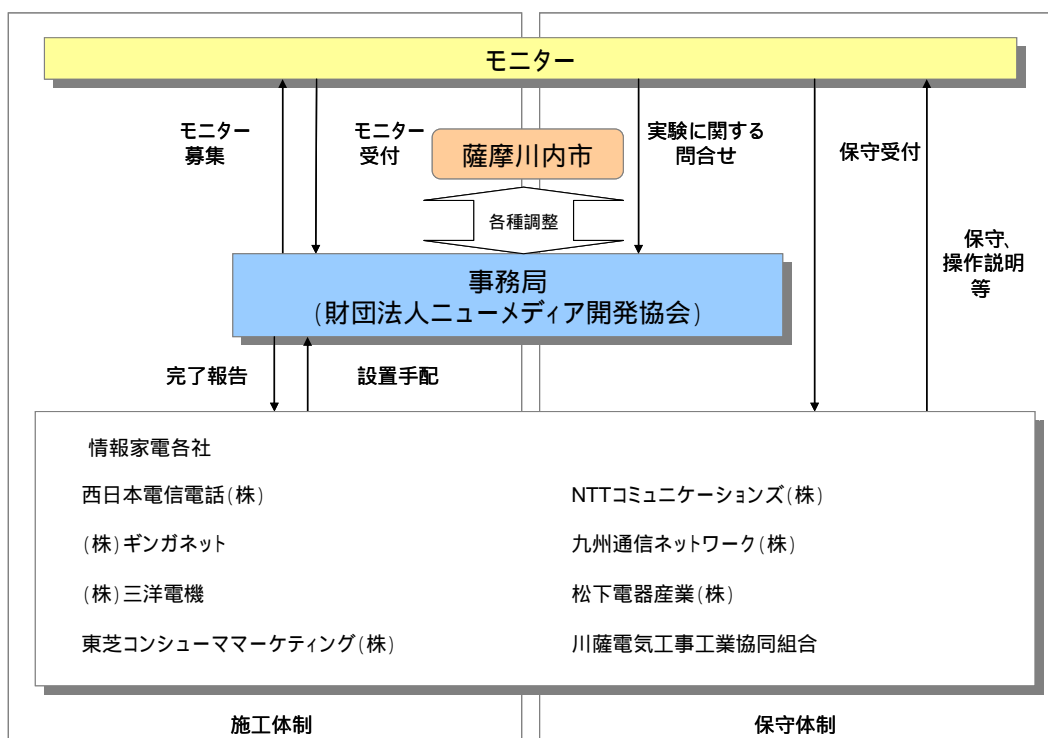 モニター
モニター
募集
モニター
受付
薩摩川内市
実験に関する
問合せ
保守受付
各種調整
保守、
操作説明
等
事務局
(財団法人ニューメディア開発協会)
完了報告
設置手配
情報家電各社
西日本電信電話(株)
NTTコミュニケーションズ(株)
(株)ギンガネット
九州通信ネットワーク(株)
(株)三洋電機
松下電器産業(株)
東芝コンシューママーケティング(株)
川薩電気工事工業協同組合
施工体制
保守体制